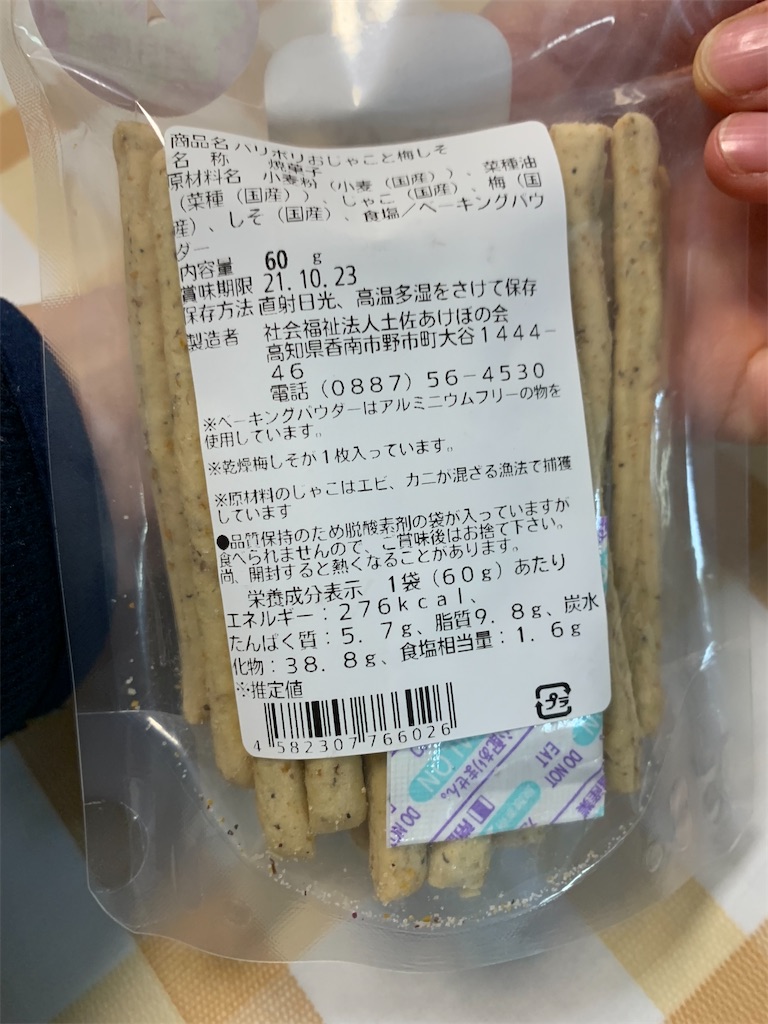 商品名 ハリポリおじゃこと梅しそ
名　称　　焼菓子
原材料名　小麦粉（小麦（国産））、菜種油
（菜種（国産））、じゃこ（国産）、梅（国
産）、しそ（国産）、食塩／ベーキングパウ
ダー
内容量　60　g
賞味期限 21.10.23
保存方法 直射日光、高温多湿をさけて保存
製造者　社会福祉法人土佐あけぼの会
高知県香南市野市町大谷１４４４－
４６
電話（０８８７）５６－４５３０
※ベーキングパウダーはアルミニウムフリーの物を
使用しています。
※乾燥梅しそが１枚入っています。
※原材料のじゃこはエビ、カニが混ざる漁法で捕獲
しています
●品質保持のため脱酸素剤の袋が入っていますが
食べられませんので、ご賞味後はお捨て下さい。
尚、開封すると熱くなることがあります。
栄養成分表示　１袋（６０ｇ）あたり
エネルギー：２７６ｋｃａｌ、
たんぱく質：５．７ｇ、脂質９．８ｇ、炭水
化物：３８．８ｇ、食塩相当量：１．６ｇ
※推定値
プラ
4 582307 766026
配ありません。
DO NOT
EAT